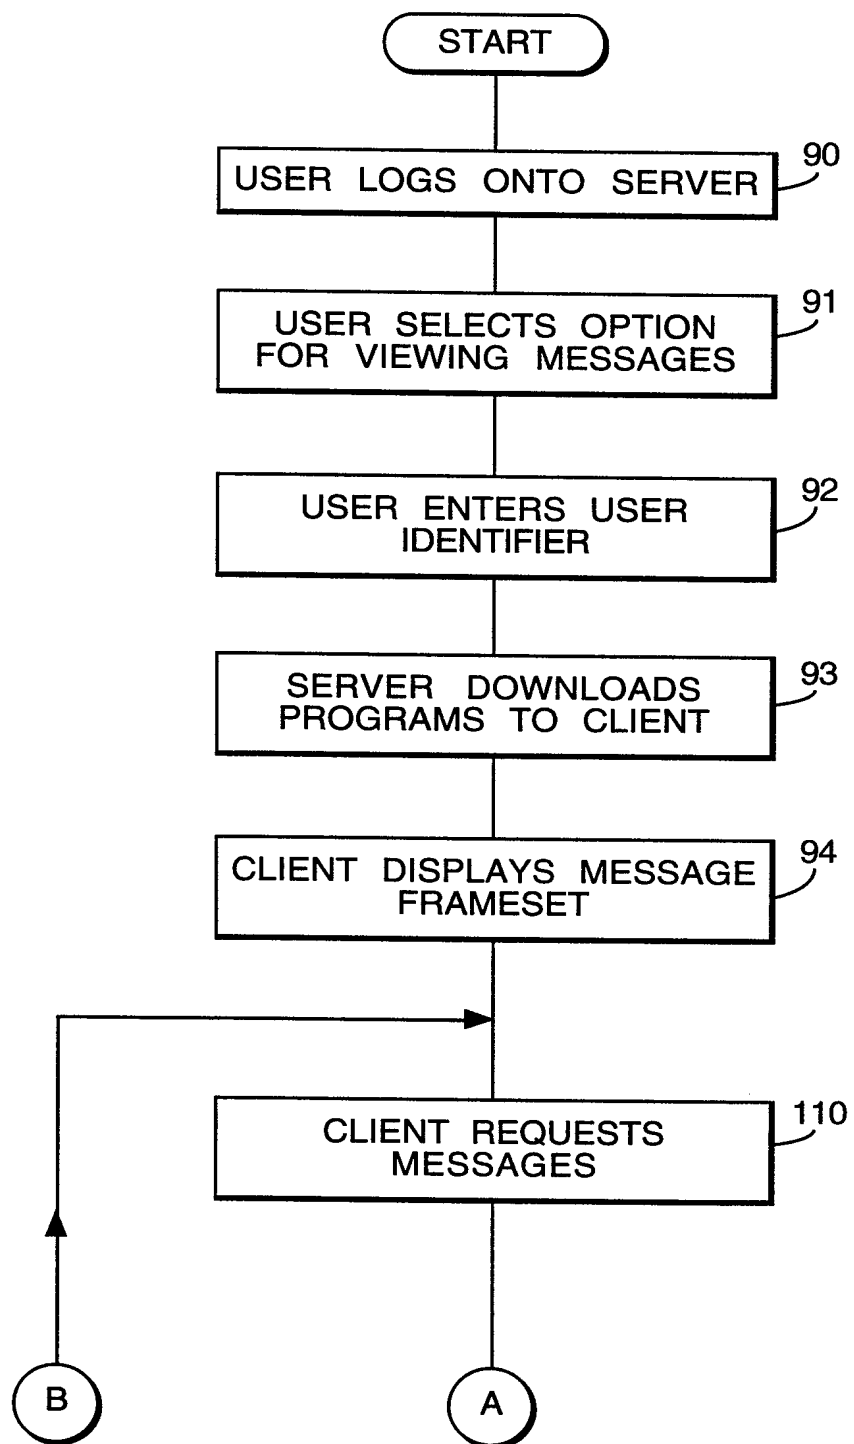 START
90
USER LOGS ONTO SERVER
91
USER SELECTS OPTION
FOR VIEWING MESSAGES
92
USER ENTERS USER
IDENTIFIER
93
SERVER DOWNLOADS
PROGRAMS TO CLIENT
94
CLIENT DISPLAYS MESSAGE
FRAMESET
110
CLIENT REQUESTS
MESSAGES
B
A